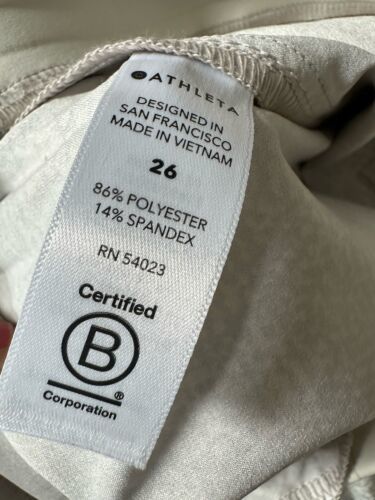 ATHLETA
DESIGNED IN
SAN FRANCISCO
MADE IN VIETNAM
26
86% POLYESTER
14% SPANDEX
RN 54023
Certified
B
®
Corporation